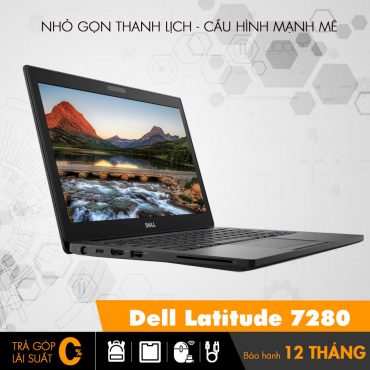 NHỎ GỌN THANH LỊCH - CẤU HÌNH MẠNH MẼ
DELL
Dell Latitude 7280
TRẢ GÓP
LÃI SUẤT
0%
Bảo hành 12 THÁNG